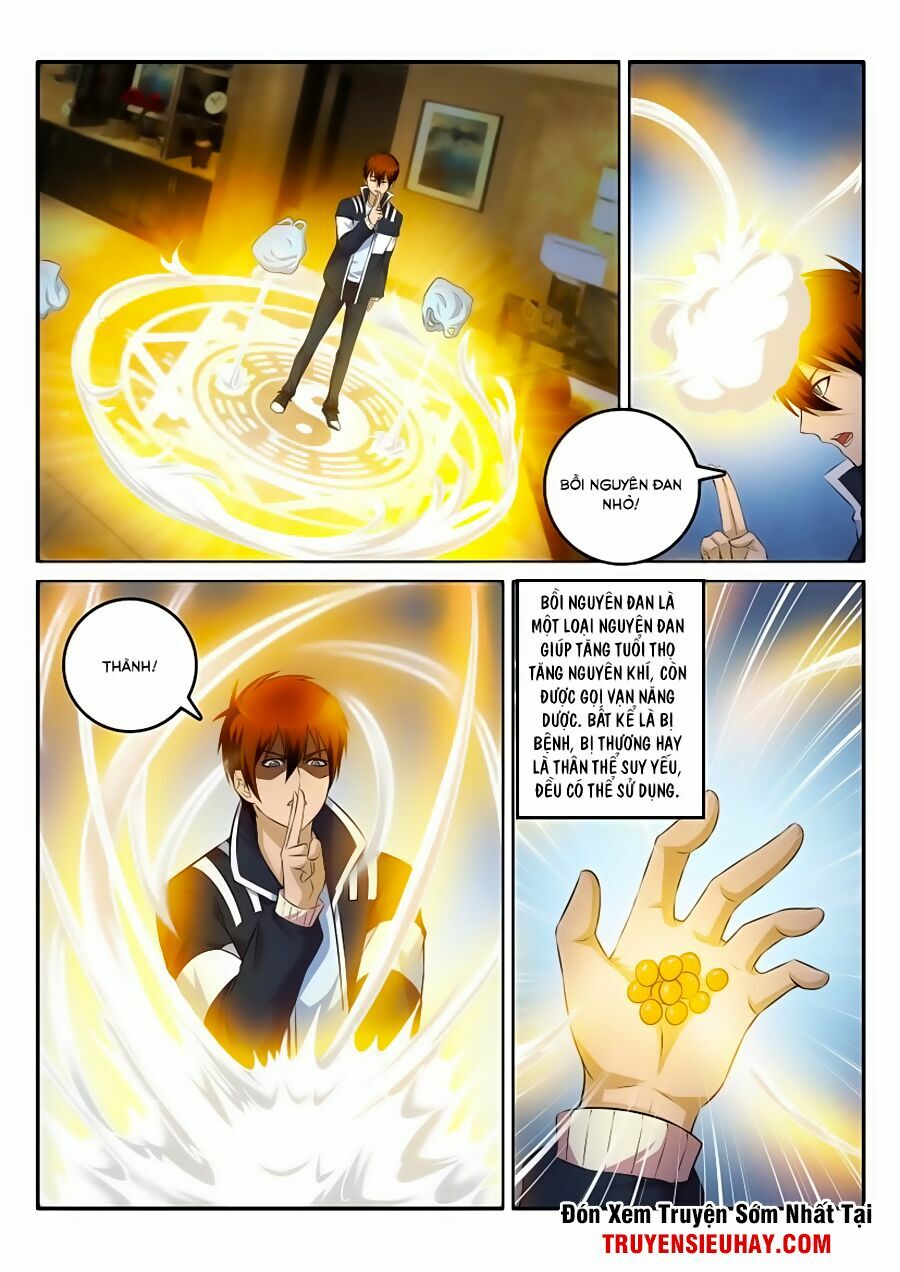 BỒI NGUYÊN ĐAN
NHỎ!
THÀNH!
BỒI NGUYÊN ĐAN LÀ
MỘT LOẠI NGUYÊN ĐAN
GIÚP TĂNG TUỔI THỌ
TĂNG NGUYÊN KHÍ, CÒN
ĐƯỢC GỌI VẠN NĂNG
DƯỢC. BẤT KỂ LÀ BỊ
BỆNH, BỊ THƯƠNG HAY
LÀ THÂN THỂ SUY YẾU,
ĐỀU CÓ THỂ SỬ DỤNG.
Đón Xem Truyện Sớm Nhất Tại
TRUYENSIEUHAY.COM